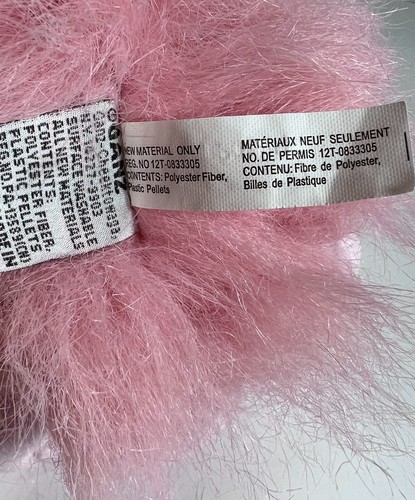 GANZ
SURFACE WASHABLE
ALL NEW MATERIALS
CONTENTS:
POLYESTER FIBER
PLASTIC PELLETS
NEW MATERIAL ONLY
REG. NO 12T-0833305
CONTENTS: Polyester Fiber,
Plastic Pellets
MATÉRIAUX NEUF SEULEMENT
NO. DE PERMIS 12T-0833305
CONTENU: Fibre de Polyester,
Billes de Plastique